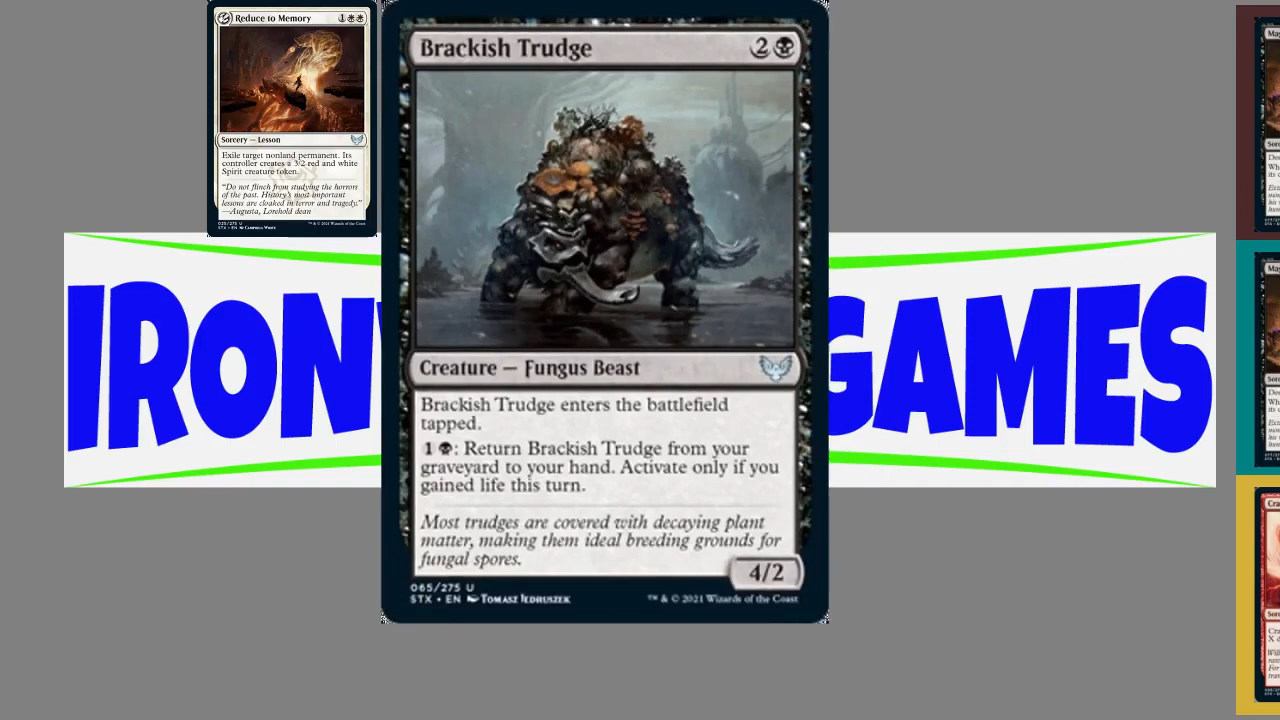 Reduce to Memory
1
Sorcery — Lesson
Exile target nonland permanent. Its
controller creates a 3/2 red and white
Spirit creature token.
"Do not flinch from studying the horrors
of the past. History's most important
lessons are cloaked in terror and tragedy."
—Augusta, Lorehold dean
STX • EN
Brackish Trudge
2
Creature — Fungus Beast
Brackish Trudge enters the battlefield
tapped.
1 : Return Brackish Trudge from your
graveyard to your hand. Activate only if you
gained life this turn.
Most trudges are covered with decaying plant
matter, making them ideal breeding grounds for
fungal spores.
4/2
065/275 U
STX • EN Tomasz Jedruszek
™ & © 2021 Wizards of the Coast
IRON
GAMES